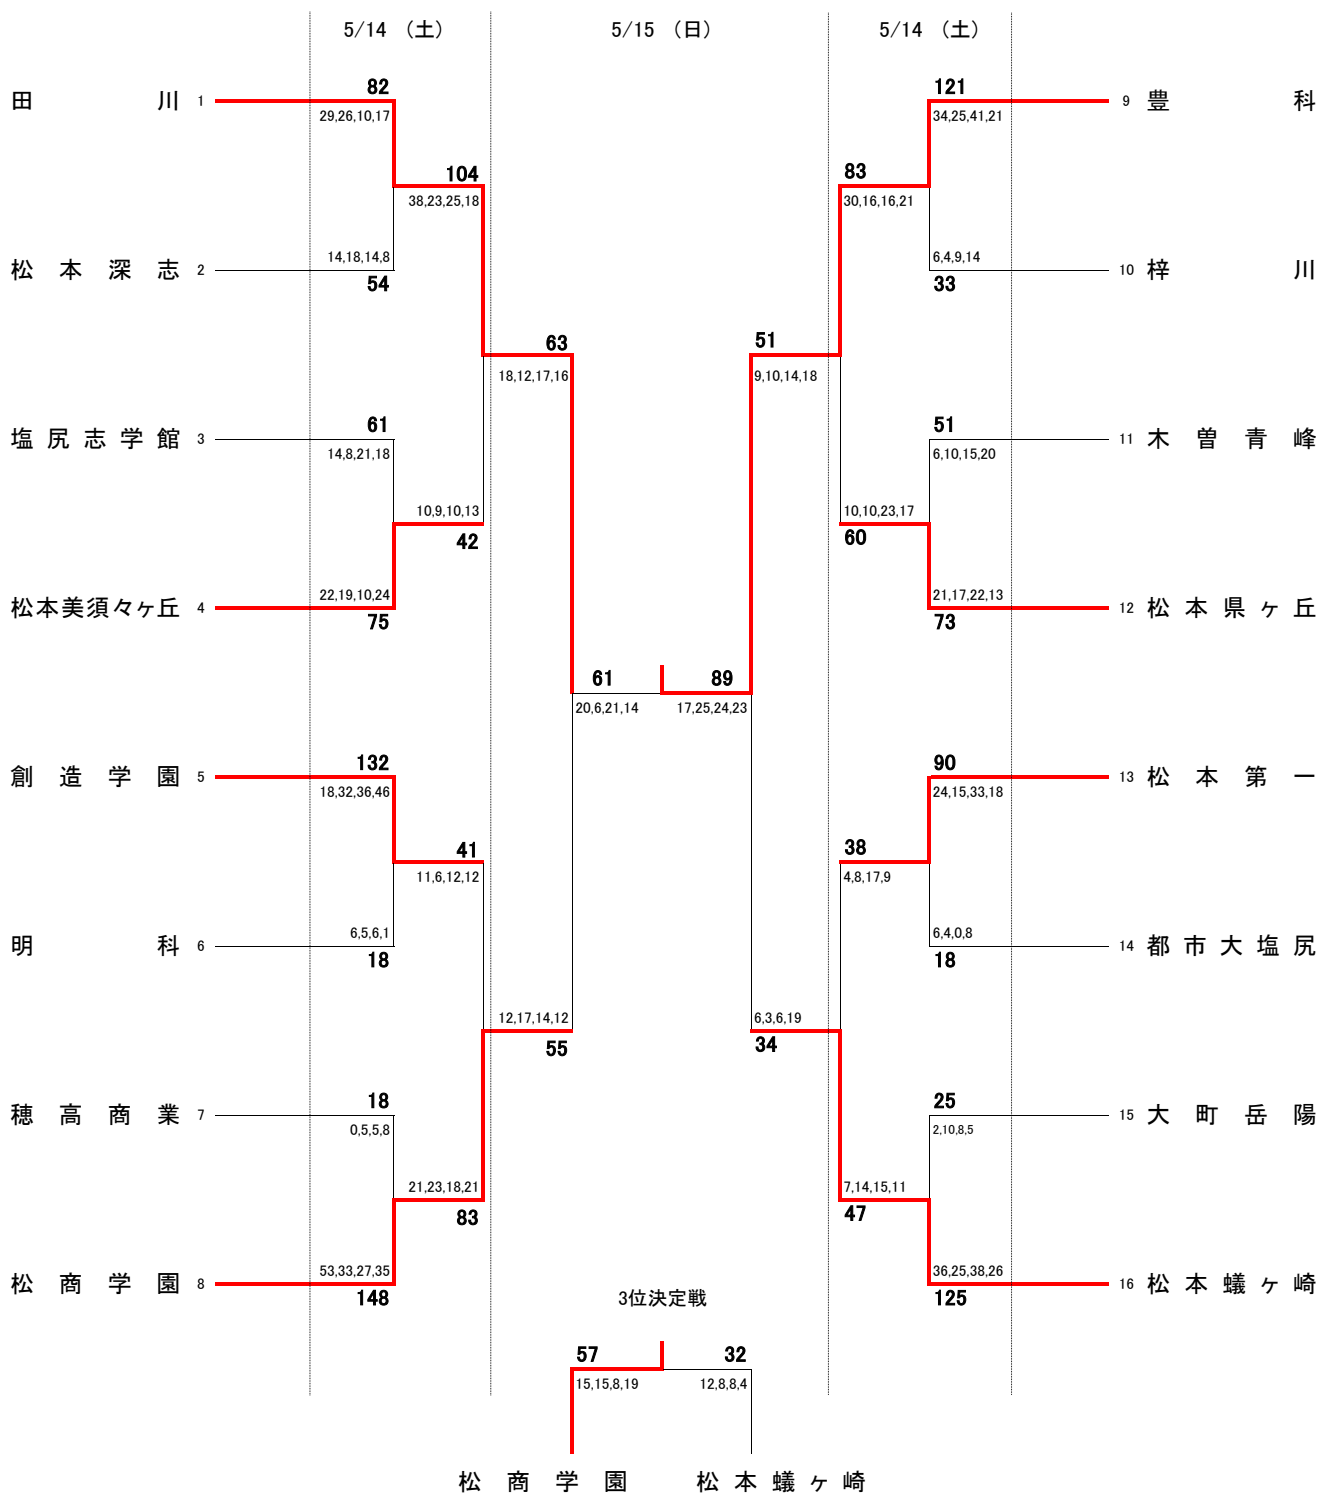 5/14 （土） 5/15 （日） 5/14 （土）
82 121
田川 1 9 豊科
29,26,10,17 34,25,41,21
104 83
38,23,25,18 30,16,16,21
14,18,14,8 6,4,9,14
松本深志 2 10 梓川
54 33
63 51
18,12,17,16 9,10,14,18
61 51
塩尻志学館 3 11 木曽青峰
14,8,21,18 6,10,15,20
10,9,10,13 10,10,23,17
42 60
22,19,10,24 21,17,22,13
松本美須々ヶ丘 4 12 松本県ヶ丘
75 73
61 89
20,6,21,14 17,25,24,23
132 90
創造学園 5 13 松本第一
18,32,36,46 24,15,33,18
41 38
11,6,12,12 4,8,17,9
6,5,6,1 6,4,0,8
明科 6 14 都市大塩尻
18 18
12,17,14,12 6,3,6,19
55 34
18 25
穂高商業 7 15 大町岳陽
0,5,5,8 2,10,8,5
21,23,18,21 7,14,15,11
83 47
53,33,27,35 36,25,38,26
松商学園 8 16 松本蟻ヶ崎
148 125
3位決定戦
57 32
15,15,8,19 12,8,8,4
松商学園 松本蟻ヶ崎